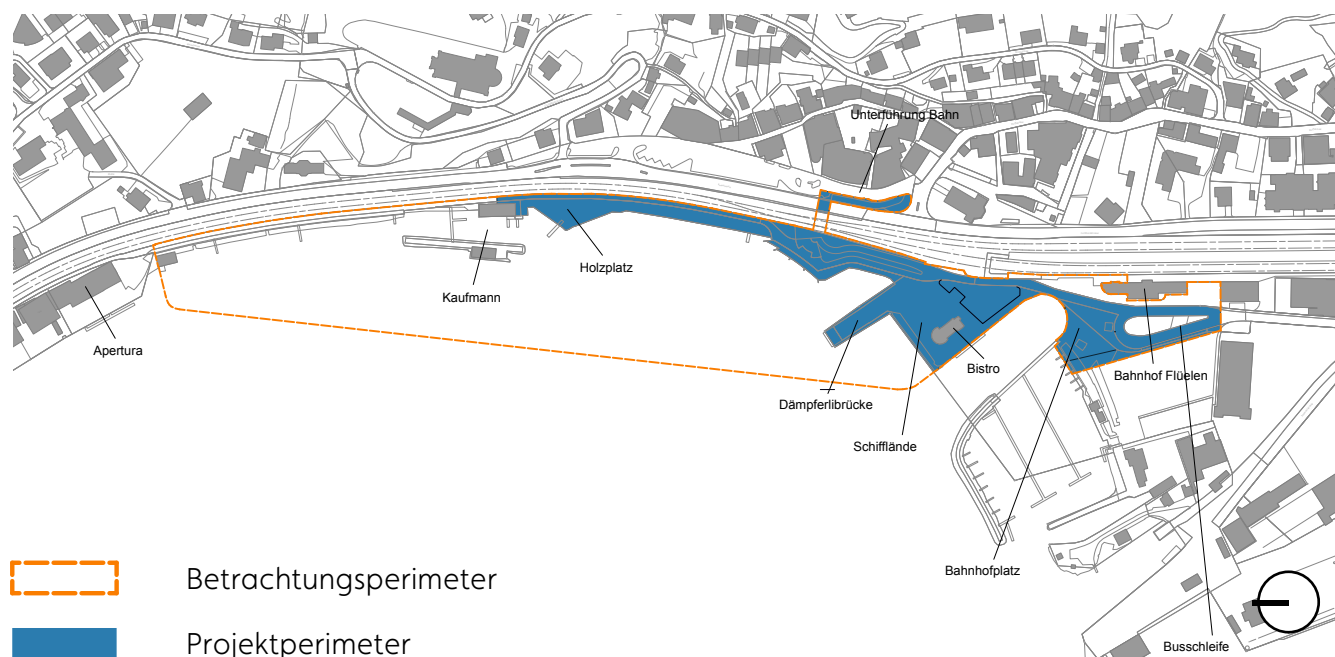 Unterführung Bahn
Holzplatz
Kaufmann
Apertura
Bistro
Bahnhof Flüelen
Dämpferlibrücke
Schifflände
Bahnhofplatz
Busschleife
Betrachtungsperimeter
Projektperimeter